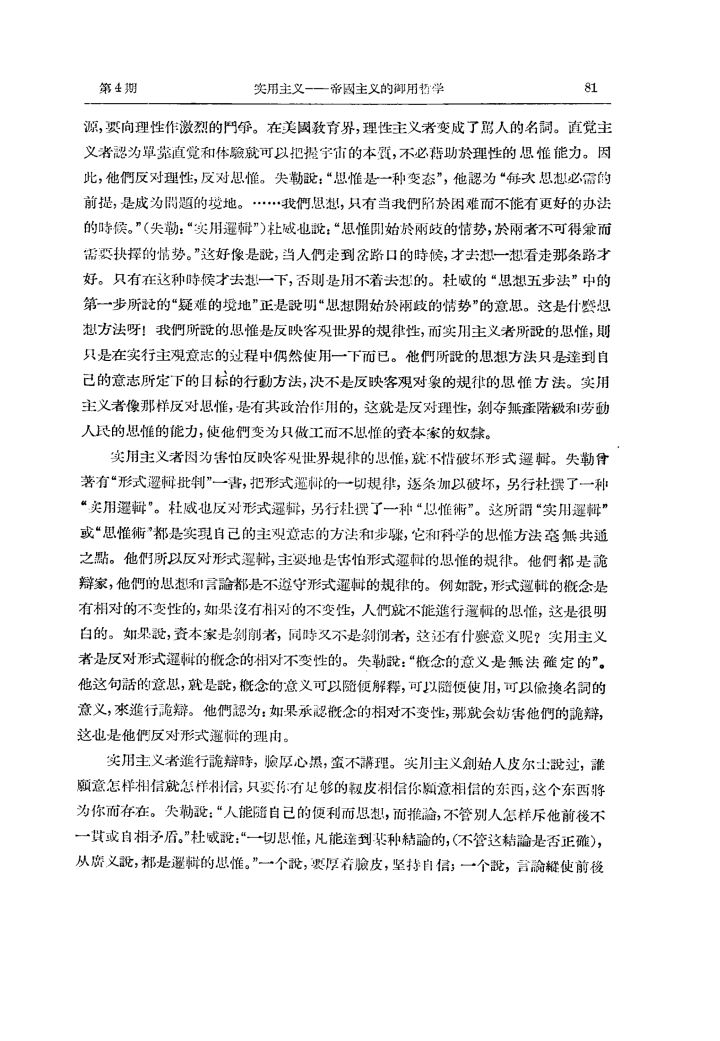 第4期 实用主义——帝國主义的御用哲学 81
源,要向理性作激烈的鬥爭。在美國敎育界,理性主义者变成了駡人的名詞。直觉主
义者認为單靠直觉和体驗就可以把握宇宙的本質,不必藉助於理性的思惟能力。因
此,他們反对理性,反对思惟。失勒說:“思惟是一种变态”,他認为“每次思想必需的
前提,是成为問題的境地。……我們思想,只有当我們陷於困难而不能有更好的办法
的时候。”(失勒:“实用邏輯”)杜威也說:“思惟開始於兩歧的情势,於兩者不可得兼而
需要抉擇的情势。”这好像是說,当人們走到岔路口的時候,才去想一想看走那条路才
好。只有在这种時候才去想一下,否則是用不着去想的。杜威的“思想五步法”中的
第一步所說的“疑难的境地”正是說明“思想開始於兩歧的情势”的意思。这是什麽思
想方法呀!我們所說的思惟是反映客观世界的規律性,而实用主义者所說的思惟,則
只是在实行主观意志的过程中偶然使用一下而已。他們所說的思想方法只是達到自
己的意志所定下的目标的行動方法,决不是反映客观对象的規律的思惟方法。实用
主义者像那样反对思惟,是有其政治作用的,这就是反对理性,剝夺無產階級和劳動
人民的思惟的能力,使他們变为只做工而不思惟的資本家的奴隸。
实用主义者因为害怕反映客观世界規律的思惟,就不惜破坏形式邏輯。失勒曾
著有“形式邏輯批判”一書,把形式邏輯的一切規律,逐条加以破坏,另行杜撰了一种
“实用邏輯”。杜威也反对形式邏輯,另行杜撰了一种“思惟術”。这所謂“实用邏輯”
或“思惟術”都是实現自己的主观意志的方法和步驟,它和科学的思惟方法毫無共通
之點。他們所以反对形式邏輯,主要地是害怕形式邏輯的思惟的規律。他們都是詭
辯家,他們的思想和言論都是不遵守形式邏輯的規律的。例如說,形式邏輯的槪念是
有相对的不变性的,如果沒有相对的不变性,人們就不能進行邏輯的思惟,这是很明
白的。如果說,資本家是剝削者,同時又不是剝削者,这还有什麽意义呢?实用主义
者是反对形式邏輯的槪念的相对不变性的。失勒說:“槪念的意义是無法確定的”。
他这句話的意思,就是說,槪念的意义可以隨便解釋,可以隨便使用,可以偷換名詞的
意义,來進行詭辯。他們認为:如果承認槪念的相对不变性,那就会妨害他們的詭辯,
这也是他們反对形式邏輯的理由。
实用主义者進行詭辯時,臉厚心黑,蛮不講理。实用主义創始人皮尔士說过,誰
願意怎样相信就怎样相信,只要你有足够的靱皮相信你願意相信的东西,这个东西將
为你而存在。失勒說:“人能隨自己的便利而思想,而推論,不管別人怎样斥他前後不
一貫或自相矛盾。”杜威說:“一切思惟,凡能達到某种結論的,(不管这結論是否正確),
从廣义說,都是邏輯的思惟。”一个說,要厚着臉皮,坚持自信;一个說,言論縱使前後